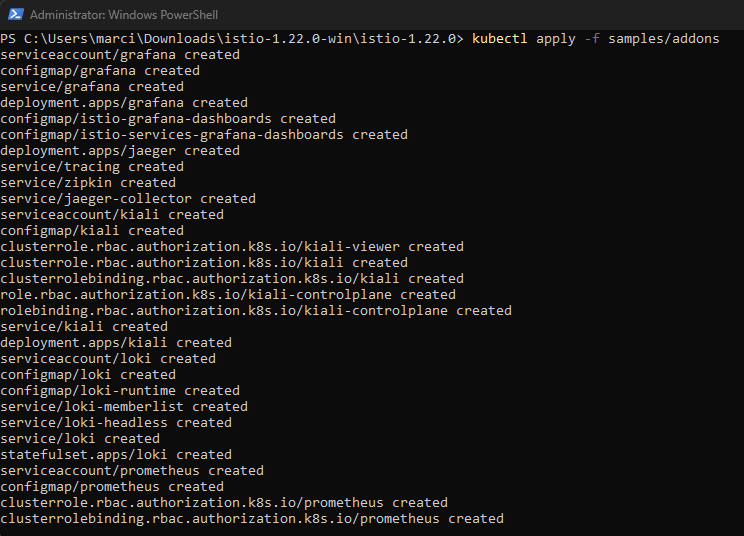 Administrator: Windows PowerShell
PS C:\Users\marci\Downloads\istio-1.22.0-win\istio-1.22.0> kubectl apply -f samples/addons
serviceaccount/grafana created
configmap/grafana created
service/grafana created
deployment.apps/grafana created
configmap/istio-grafana-dashboards created
configmap/istio-services-grafana-dashboards created
deployment.apps/jaeger created
service/tracing created
service/zipkin created
service/jaeger-collector created
serviceaccount/kiali created
configmap/kiali created
clusterrole.rbac.authorization.k8s.io/kiali-viewer created
clusterrole.rbac.authorization.k8s.io/kiali created
clusterrolebinding.rbac.authorization.k8s.io/kiali created
role.rbac.authorization.k8s.io/kiali-controlplane created
rolebinding.rbac.authorization.k8s.io/kiali-controlplane created
service/kiali created
deployment.apps/kiali created
serviceaccount/loki created
configmap/loki created
configmap/loki-runtime created
service/loki-memberlist created
service/loki-headless created
service/loki created
statefulset.apps/loki created
serviceaccount/prometheus created
configmap/prometheus created
clusterrole.rbac.authorization.k8s.io/prometheus created
clusterrolebinding.rbac.authorization.k8s.io/prometheus created